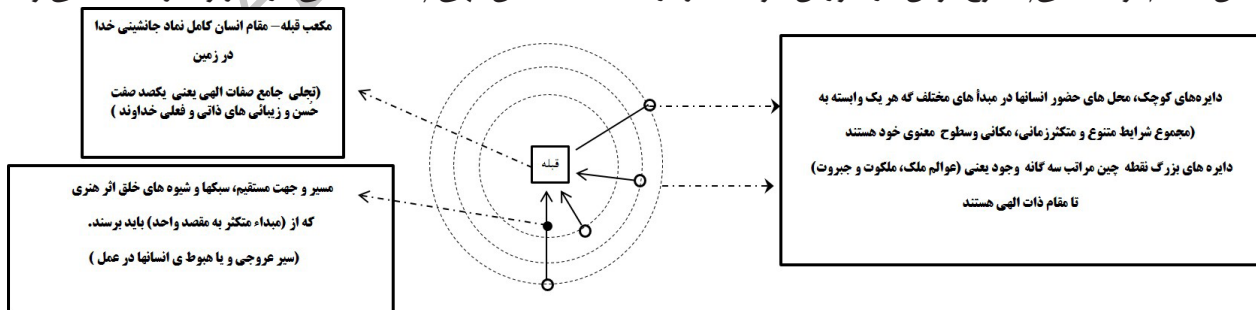 مکعب قبله – مقام انسان کامل نماد جانشینی خدا
در زمین
(تجلی جامع صفات الهی یعنی یکصد صفت
حُسن و زیبائی های ذاتی و فعلی خداوند )
دایره‌های کوچک، محل های حضور انسانها در مبدأ های مختلف که هر یک وابسته به
(مجموع شرایط متنوع و متکثرزمانی، مکانی وسطوح معنوی خود هستند
دایره های بزرگ نقطه چین مراتب سه گانه وجود یعنی (عوالم ملک، ملکوت و جبروت)
تا مقام ذات الهی هستند
قبله
مسیر و جهت مستقیم، سبکها و شیوه های خلق اثر هنری
که از (مبداء متکثر به مقصد واحد) باید برسند.
(سیر عروجی و یا هبوط ی انسانها در عمل )